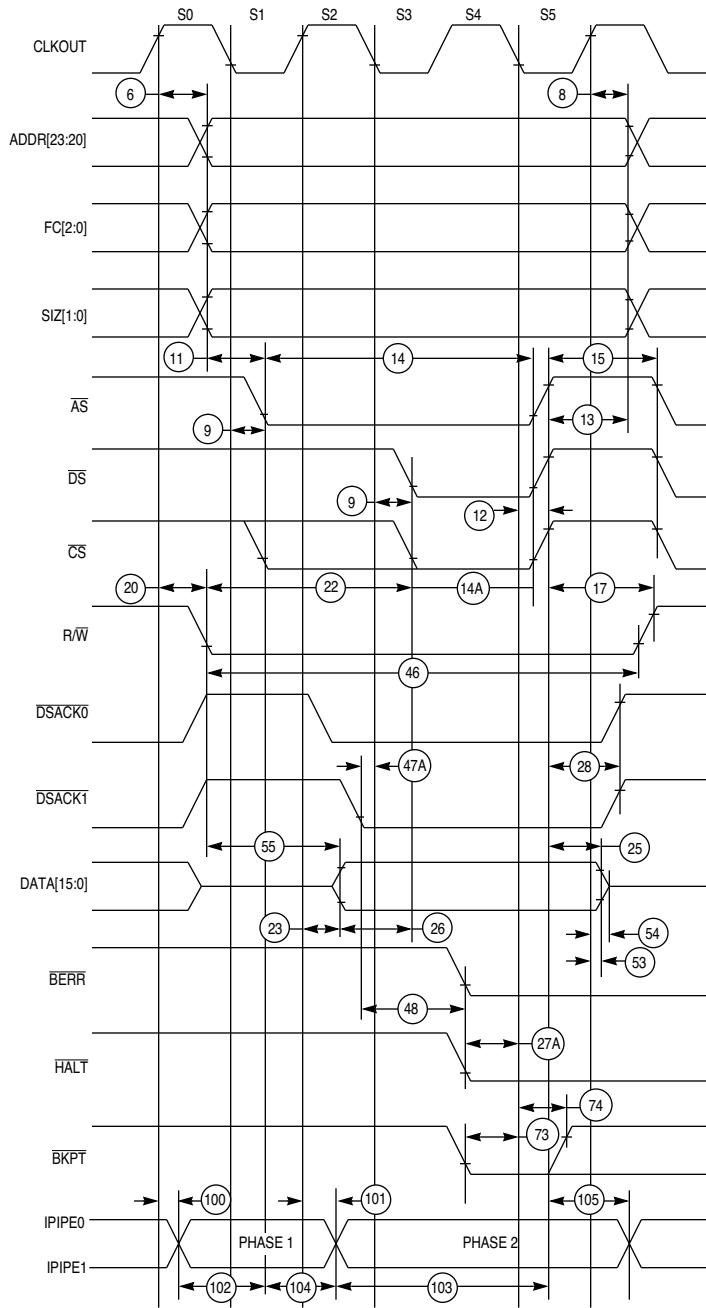 S0 S1 S2 S3 S4 S5
CLKOUT
6 8
ADDR[23:20]
FC[2:0]
SIZ[1:0]
11 14 15
AS
13
9
DS
9 12
CS
20 22 14A 17
R/W
46
DSACK0
47A 28
DSACK1
55 25
DATA[15:0]
23 26 54
BERR
53
48
27A
HALT
74
73
BKPT
100 101 105
IPIPE0
PHASE 1 PHASE 2
IPIPE1
102 104 103